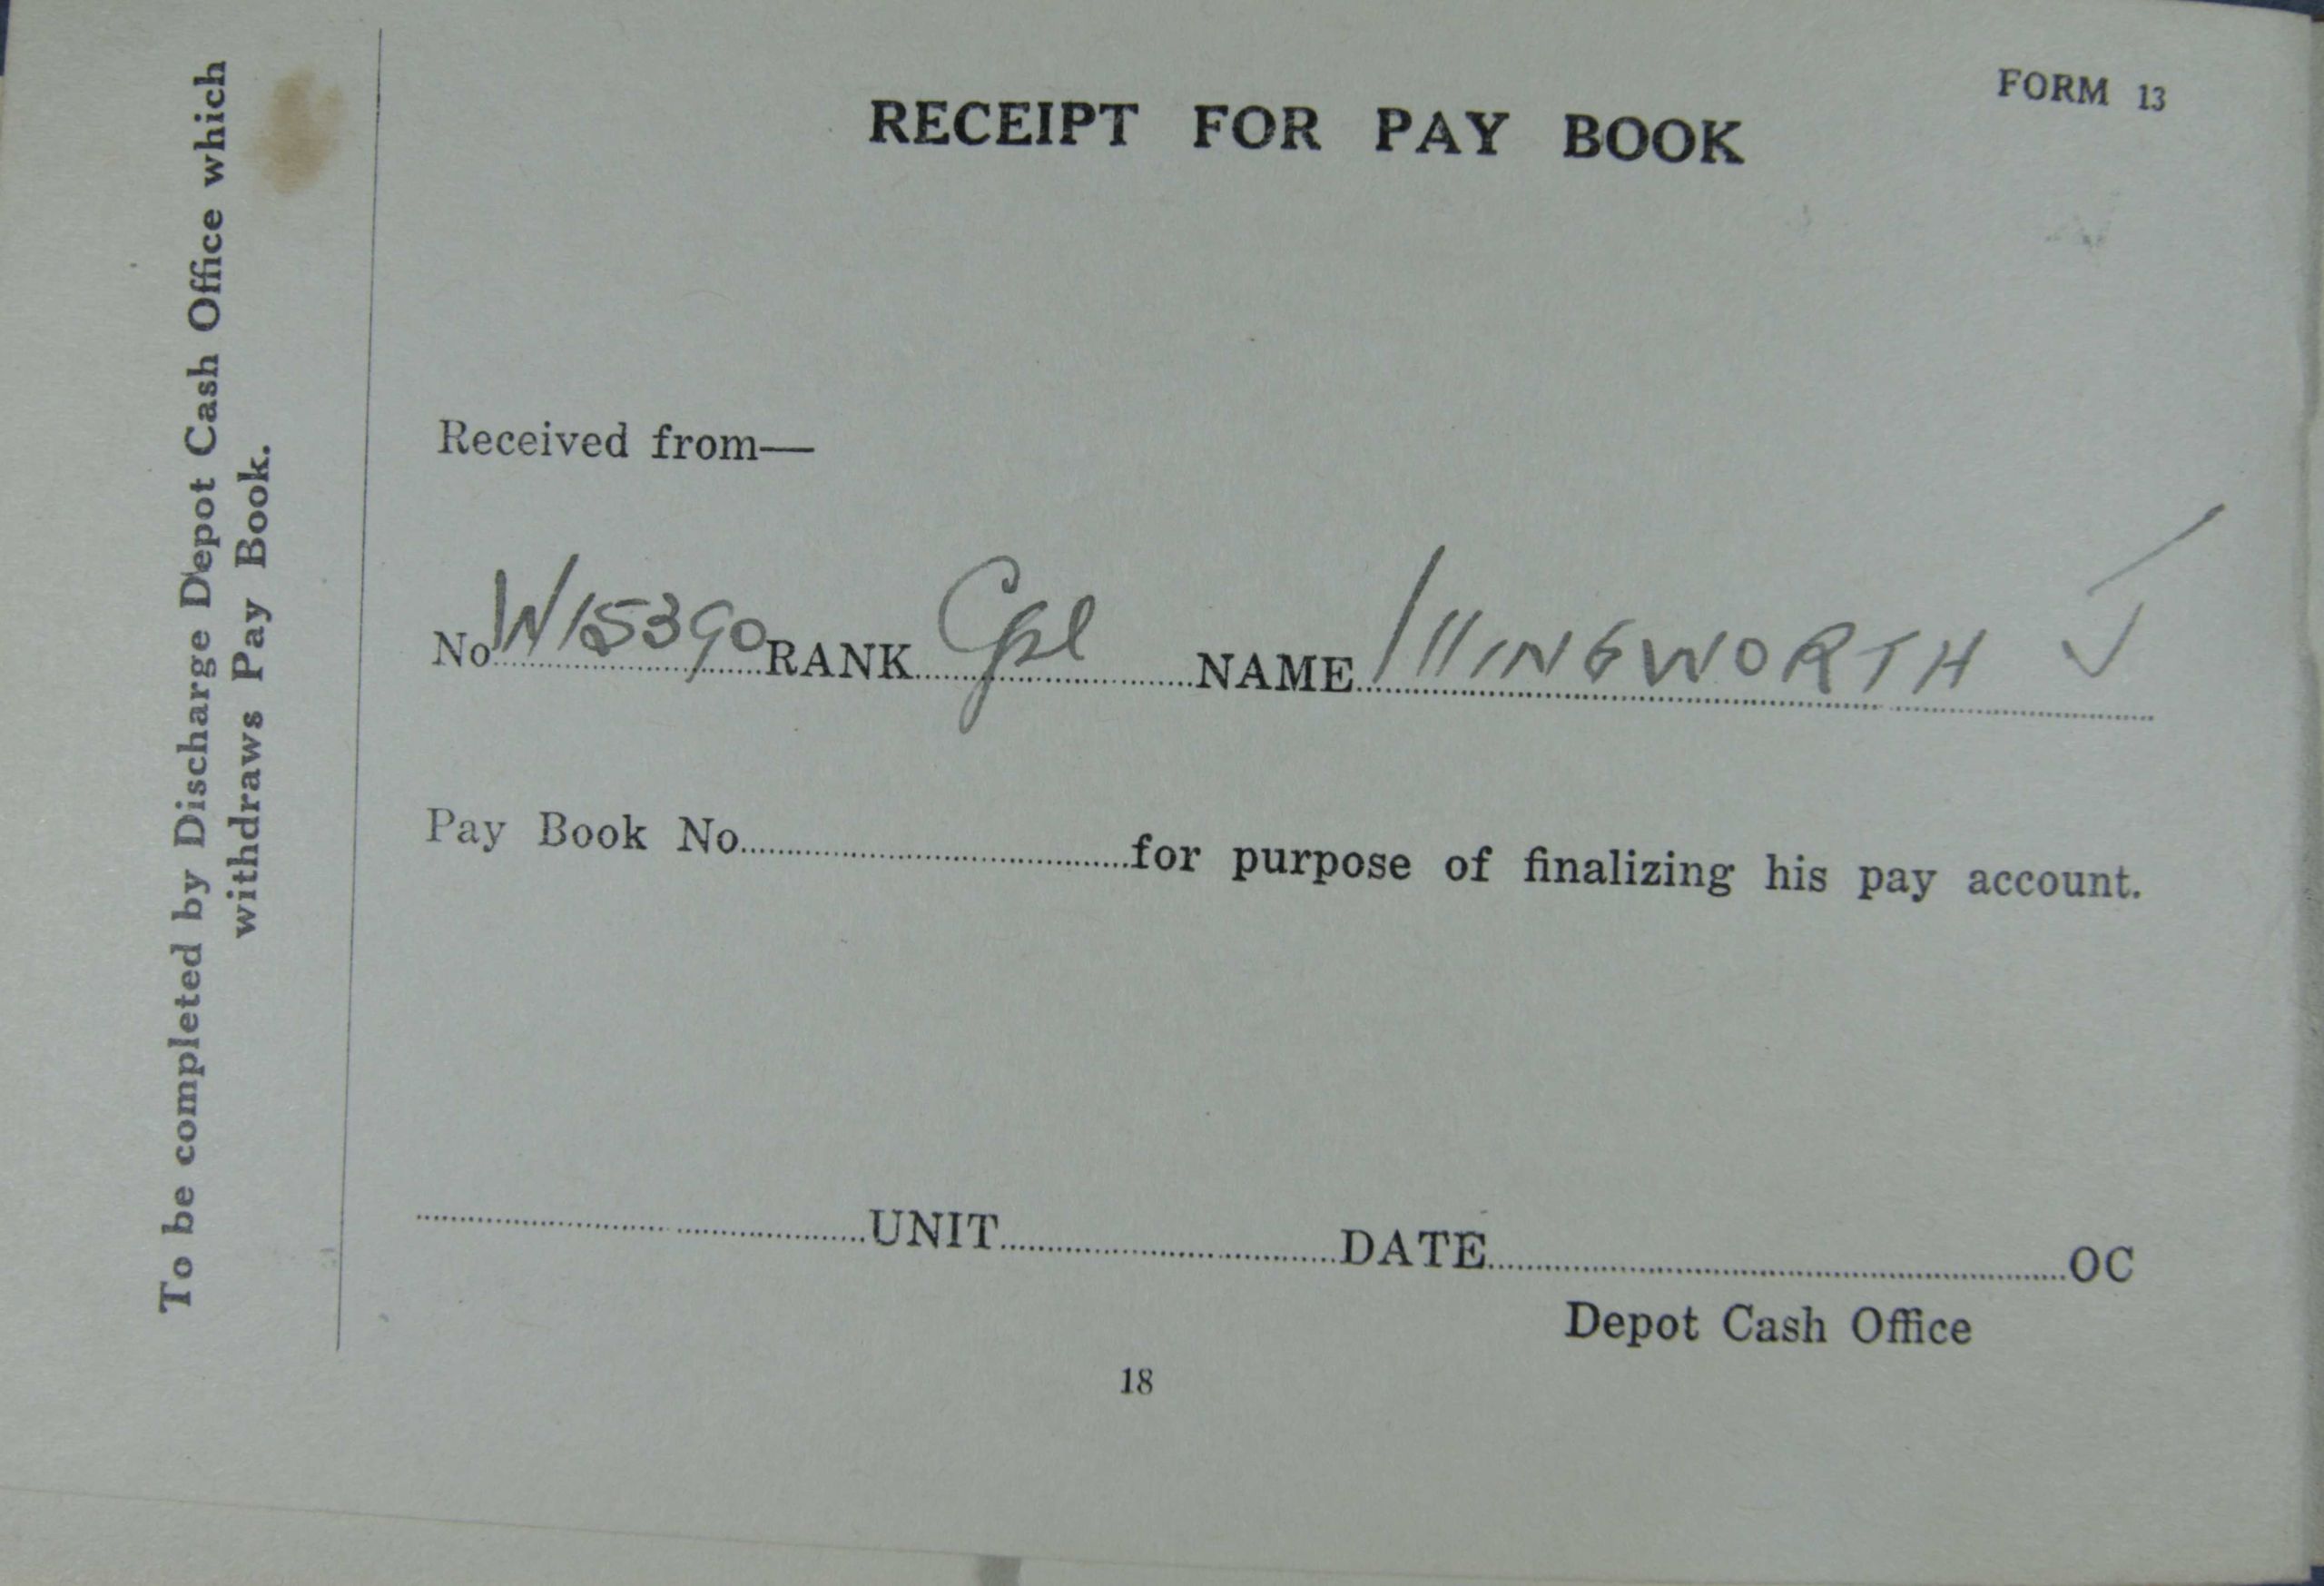 FORM 13
RECEIPT FOR PAY BOOK
To be completed by Discharge Depot Cash Office which
withdraws Pay Book.
Received from—
No W15390 RANK Cpl NAME IllINGWORTH J
Pay Book No. for purpose of finalizing his pay account.
UNIT DATE OC
Depot Cash Office
18